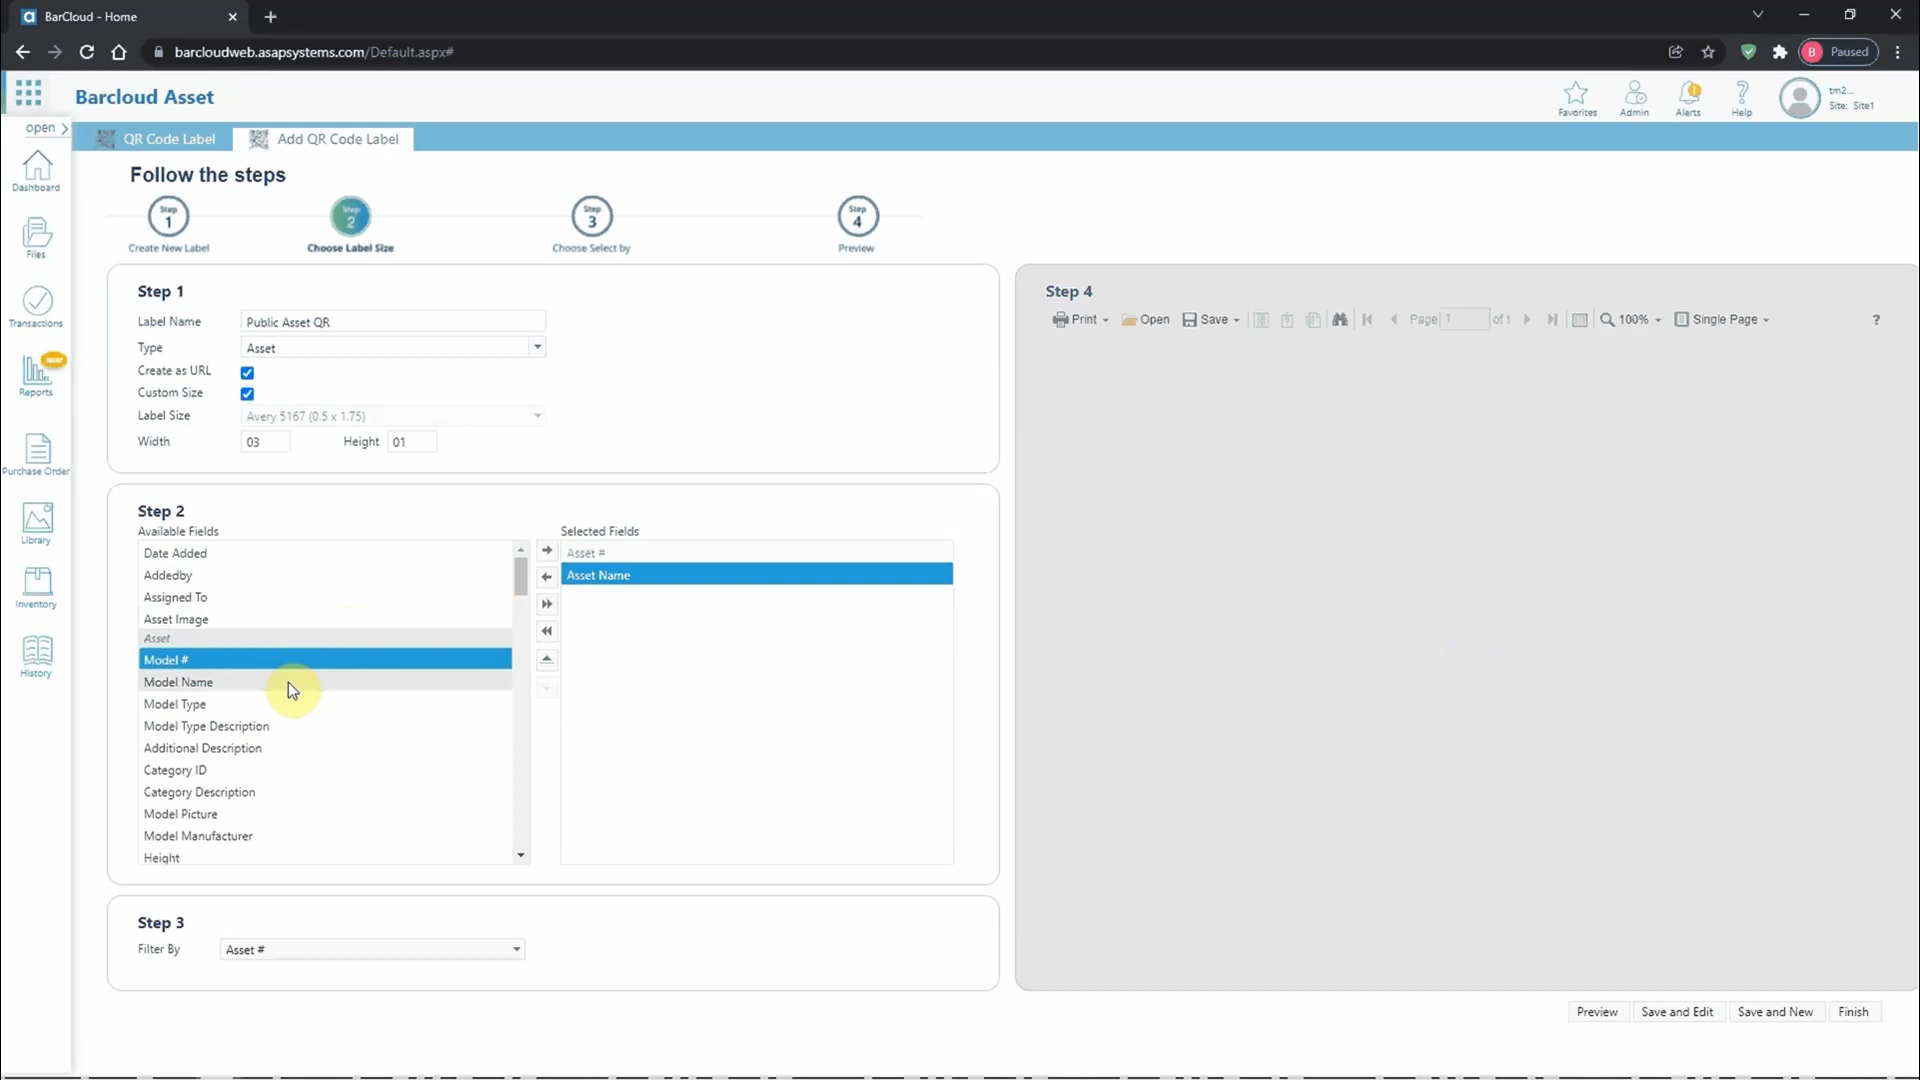 BarCloud - Home
barcloudweb.asapsystems.com/Default.aspx#
B Paused
Barcloud Asset
Favorites
Admin
Alerts
Help
tm2...
Site: Site1
open
QR Code Label
Add QR Code Label
Follow the steps
Step 1
Create New Label
Step 2
Choose Label Size
Step 3
Choose Select by
Step 4
Preview
Dashboard
Files
Transactions
NEW
Reports
Purchase Order
Library
Inventory
History
Step 1
Label Name Public Asset QR
Type Asset
Create as URL
Custom Size
Label Size Avery 5167 (0.5 x 1.75)
Width 03 Height 01
Step 2
Available Fields
Date Added
Addedby
Assigned To
Asset Image
Asset
Model #
Model Name
Model Type
Model Type Description
Additional Description
Category ID
Category Description
Model Picture
Model Manufacturer
Height
Selected Fields
Asset #
Asset Name
Step 3
Filter By Asset #
Step 4
Print Open Save Page 1 of 1 100% Single Page ?
Preview Save and Edit Save and New Finish